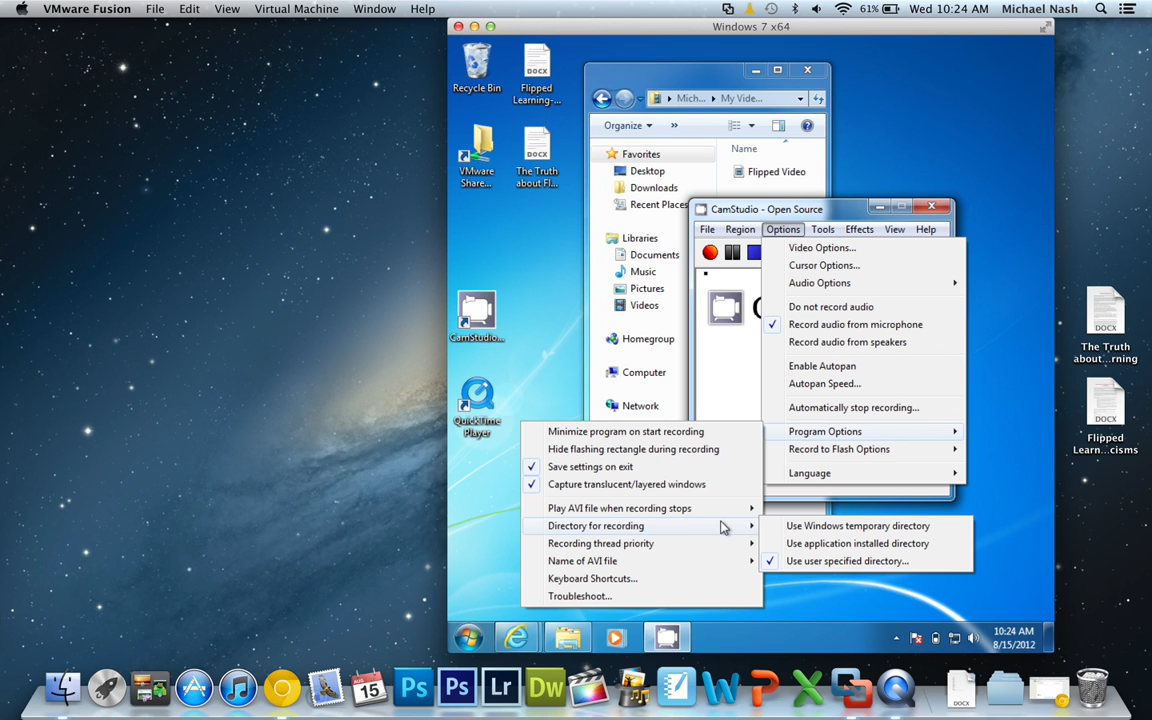 VMware Fusion File Edit View Virtual Machine Window Help 61% Wed 10:24 AM Michael Nash
Windows 7 x64
Recycle Bin
Flipped
Learning-...
VMware
Share...
The Truth
about Fl...
CamStudio...
QuickTime
Player
Mich... My Vide...
Organize »
Name
Favorites
Desktop
Downloads
Recent Places
Flipped Video
Libraries
Documents
Music
Pictures
Videos
Homegroup
Computer
Network
CamStudio - Open Source
File Region Options Tools Effects View Help
Video Options...
Cursor Options...
Audio Options
Do not record audio
Record audio from microphone
Record audio from speakers
Enable Autopan
Autopan Speed...
Automatically stop recording...
Program Options
Record to Flash Options
Language
Minimize program on start recording
Hide flashing rectangle during recording
Save settings on exit
Capture translucent/layered windows
Play AVI file when recording stops
Directory for recording
Recording thread priority
Name of AVI file
Keyboard Shortcuts...
Troubleshoot...
Use Windows temporary directory
Use application installed directory
Use user specified directory...
10:24 AM
8/15/2012
DOCX
The Truth
about...rning
DOCX
Flipped
Learn...cisms
AUG
15
Ps Ps Lr Dw
DOCX